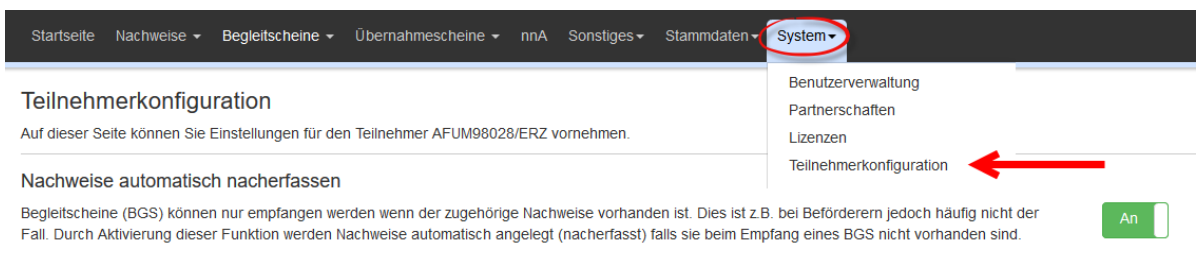 Startseite Nachweise Begleitscheine Übernahmescheine nnA Sonstiges Stammdaten System
Benutzerverwaltung
Partnerschaften
Lizenzen
Teilnehmerkonfiguration
Teilnehmerkonfiguration
Auf dieser Seite können Sie Einstellungen für den Teilnehmer AFUM98028/ERZ vornehmen.
Nachweise automatisch nacherfassen
Begleitscheine (BGS) können nur empfangen werden wenn der zugehörige Nachweise vorhanden ist. Dies ist z.B. bei Beförderern jedoch häufig nicht der
Fall. Durch Aktivierung dieser Funktion werden Nachweise automatisch angelegt (nacherfasst) falls sie beim Empfang eines BGS nicht vorhanden sind.
An